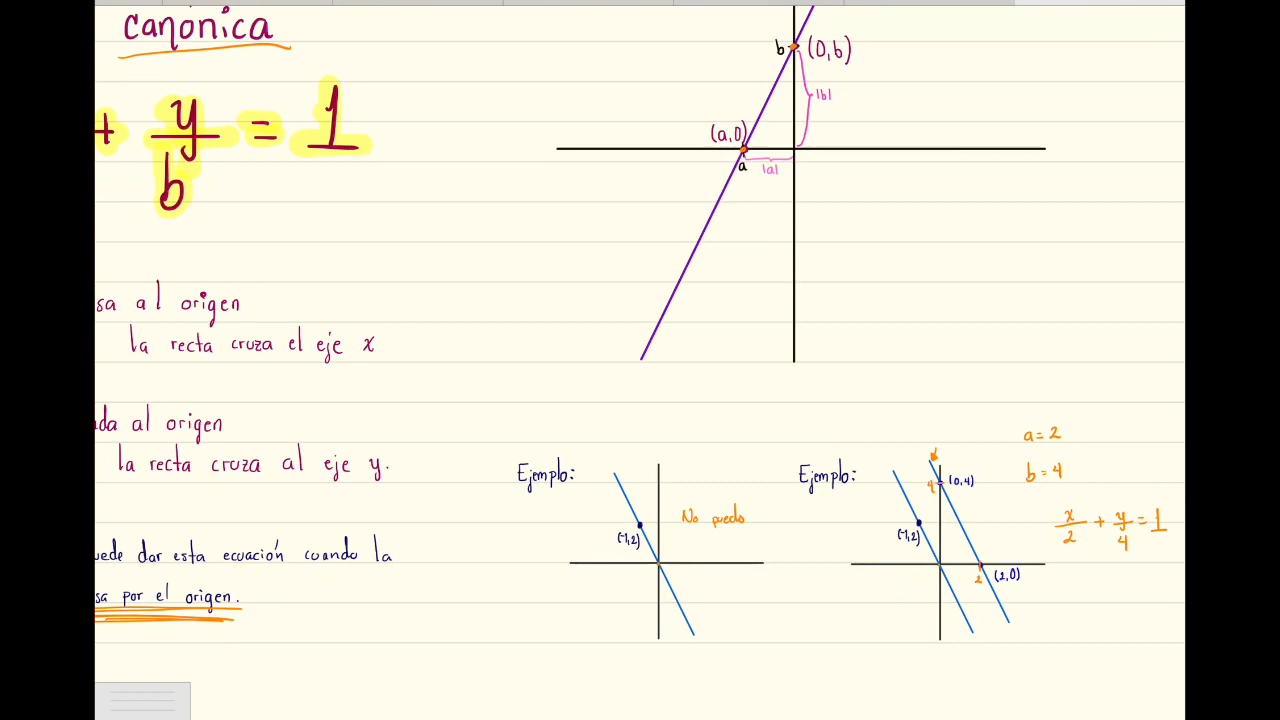 canónica
+ y/b = 1
sa al origen
la recta cruza el eje x
da al origen
la recta cruza al eje y.
uede dar esta ecuación cuando la
sa por el origen.
b (0,b)
|b|
(a,0)
a |a|
Ejemplo:
No puedo
(-1,2)
Ejemplo:
4 (0,4)
(-1,2)
2 (2,0)
a=2
b=4
x/2 + y/4 = 1